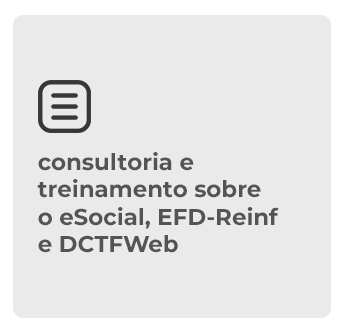 consultoria e
treinamento sobre
o eSocial, EFD-Reinf
e DCTFWeb